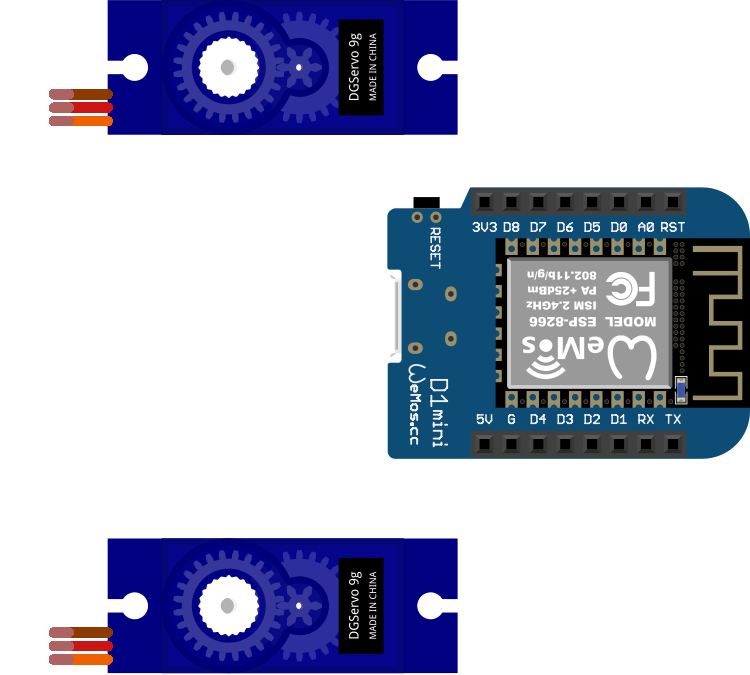 DGServo 9g
MADE IN CHINA
3V3 D8 D7 D6 D5 D0 A0 RST
RESET
802.11b/g/n
PA +25dBm
ISM 2.4GHz
MODEL ESP-8266
FC
WeMos
D1mini
WeMos.cc
5V G D4 D3 D2 D1 RX TX
DGServo 9g
MADE IN CHINA